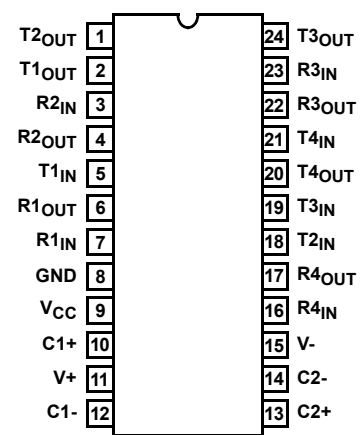 T2OUT 1 24 T3OUT
T1OUT 2 23 R3IN
R2IN 3 22 R3OUT
R2OUT 4 21 T4IN
T1IN 5 20 T4OUT
R1OUT 6 19 T3IN
R1IN 7 18 T2IN
GND 8 17 R4OUT
VCC 9 16 R4IN
C1+ 10 15 V-
V+ 11 14 C2-
C1- 12 13 C2+